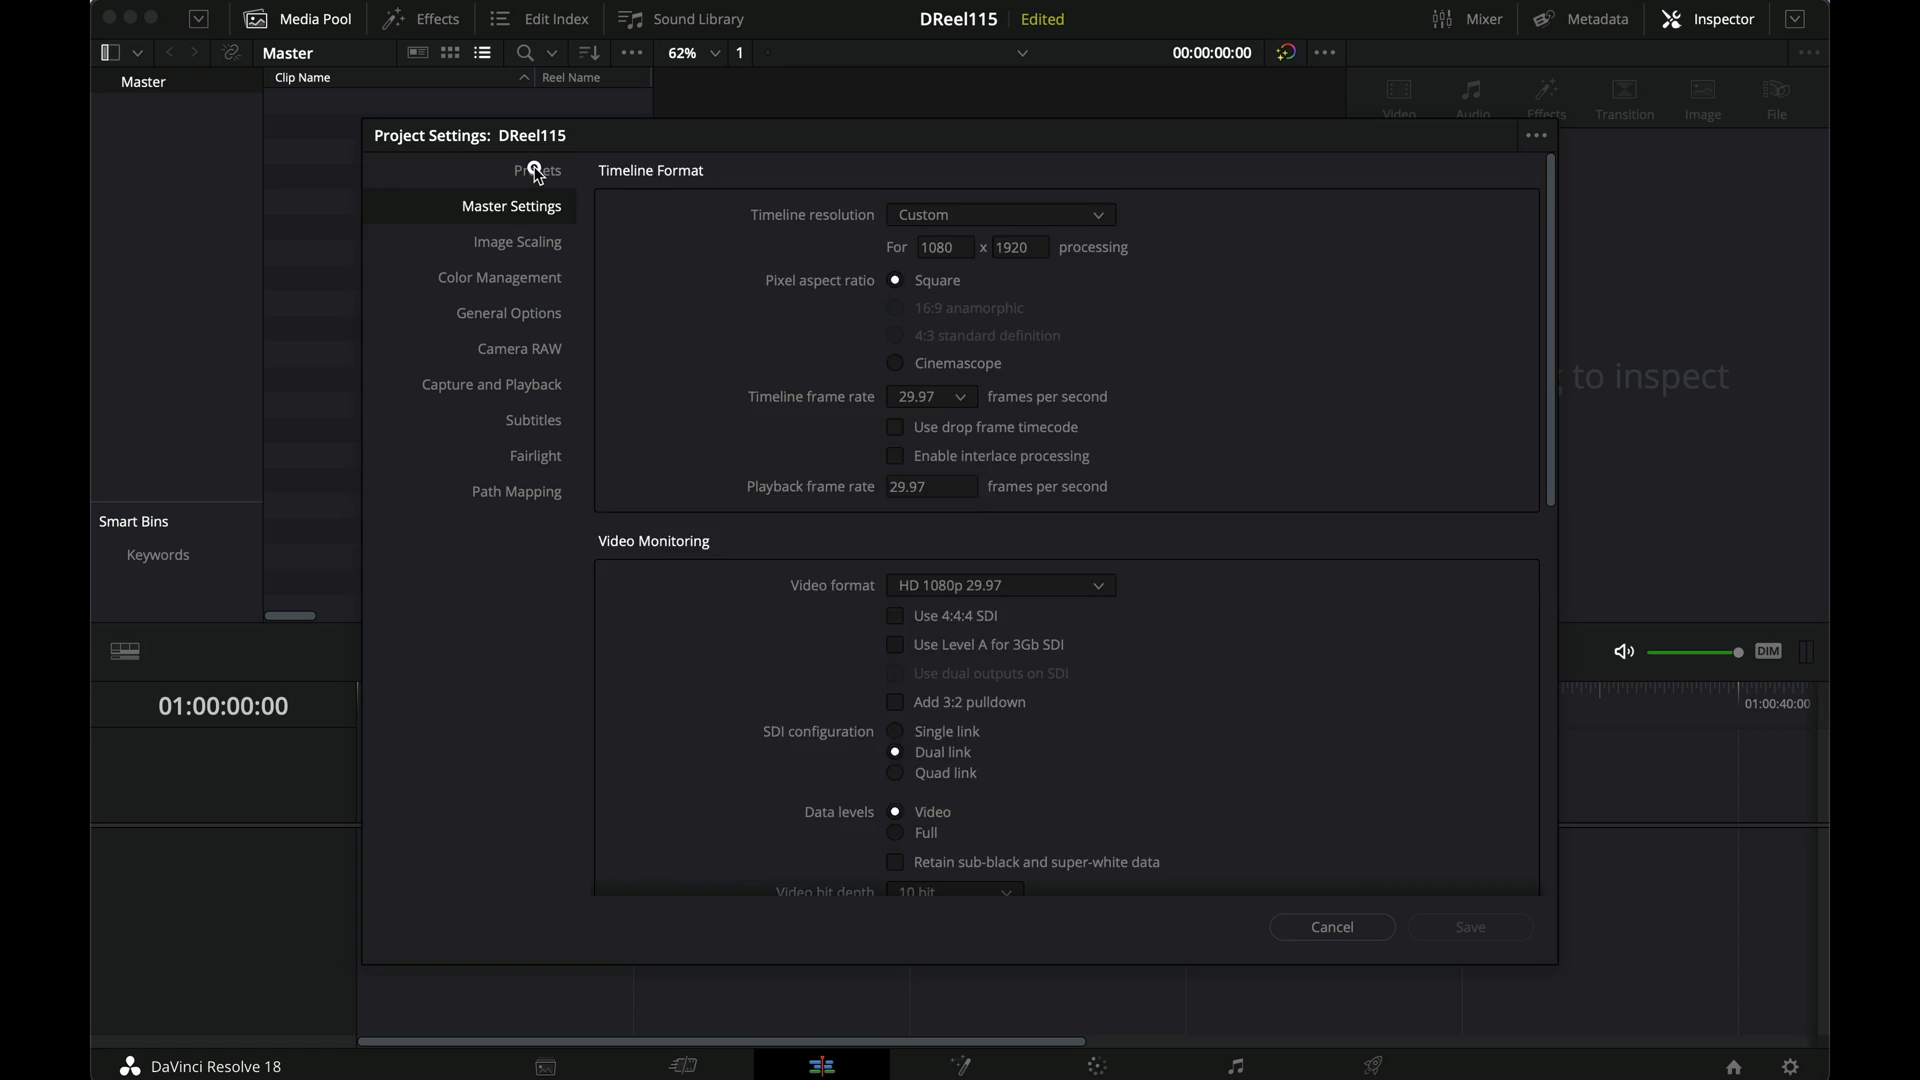 Media Pool
Effects
Edit Index
Sound Library
DReel115
Edited
Mixer
Metadata
Inspector
Master
62%
1
00:00:00:00
Master
Clip Name
Reel Name
Video
Audio
Effects
Transition
Image
File
Project Settings: DReel115
Presets
Master Settings
Image Scaling
Color Management
General Options
Camera RAW
Capture and Playback
Subtitles
Fairlight
Path Mapping
Timeline Format
Timeline resolution Custom
For 1080 x 1920 processing
Pixel aspect ratio Square
16:9 anamorphic
4:3 standard definition
Cinemascope
Timeline frame rate 29.97 frames per second
Use drop frame timecode
Enable interlace processing
Playback frame rate 29.97 frames per second
to inspect
Smart Bins
Keywords
Video Monitoring
Video format HD 1080p 29.97
Use 4:4:4 SDI
Use Level A for 3Gb SDI
Use dual outputs on SDI
Add 3:2 pulldown
SDI configuration Single link
Dual link
Quad link
Data levels Video
Full
Retain sub-black and super-white data
Video bit depth 10 bit
Cancel
Save
DIM
01:00:00:00
01:00:40:00
DaVinci Resolve 18